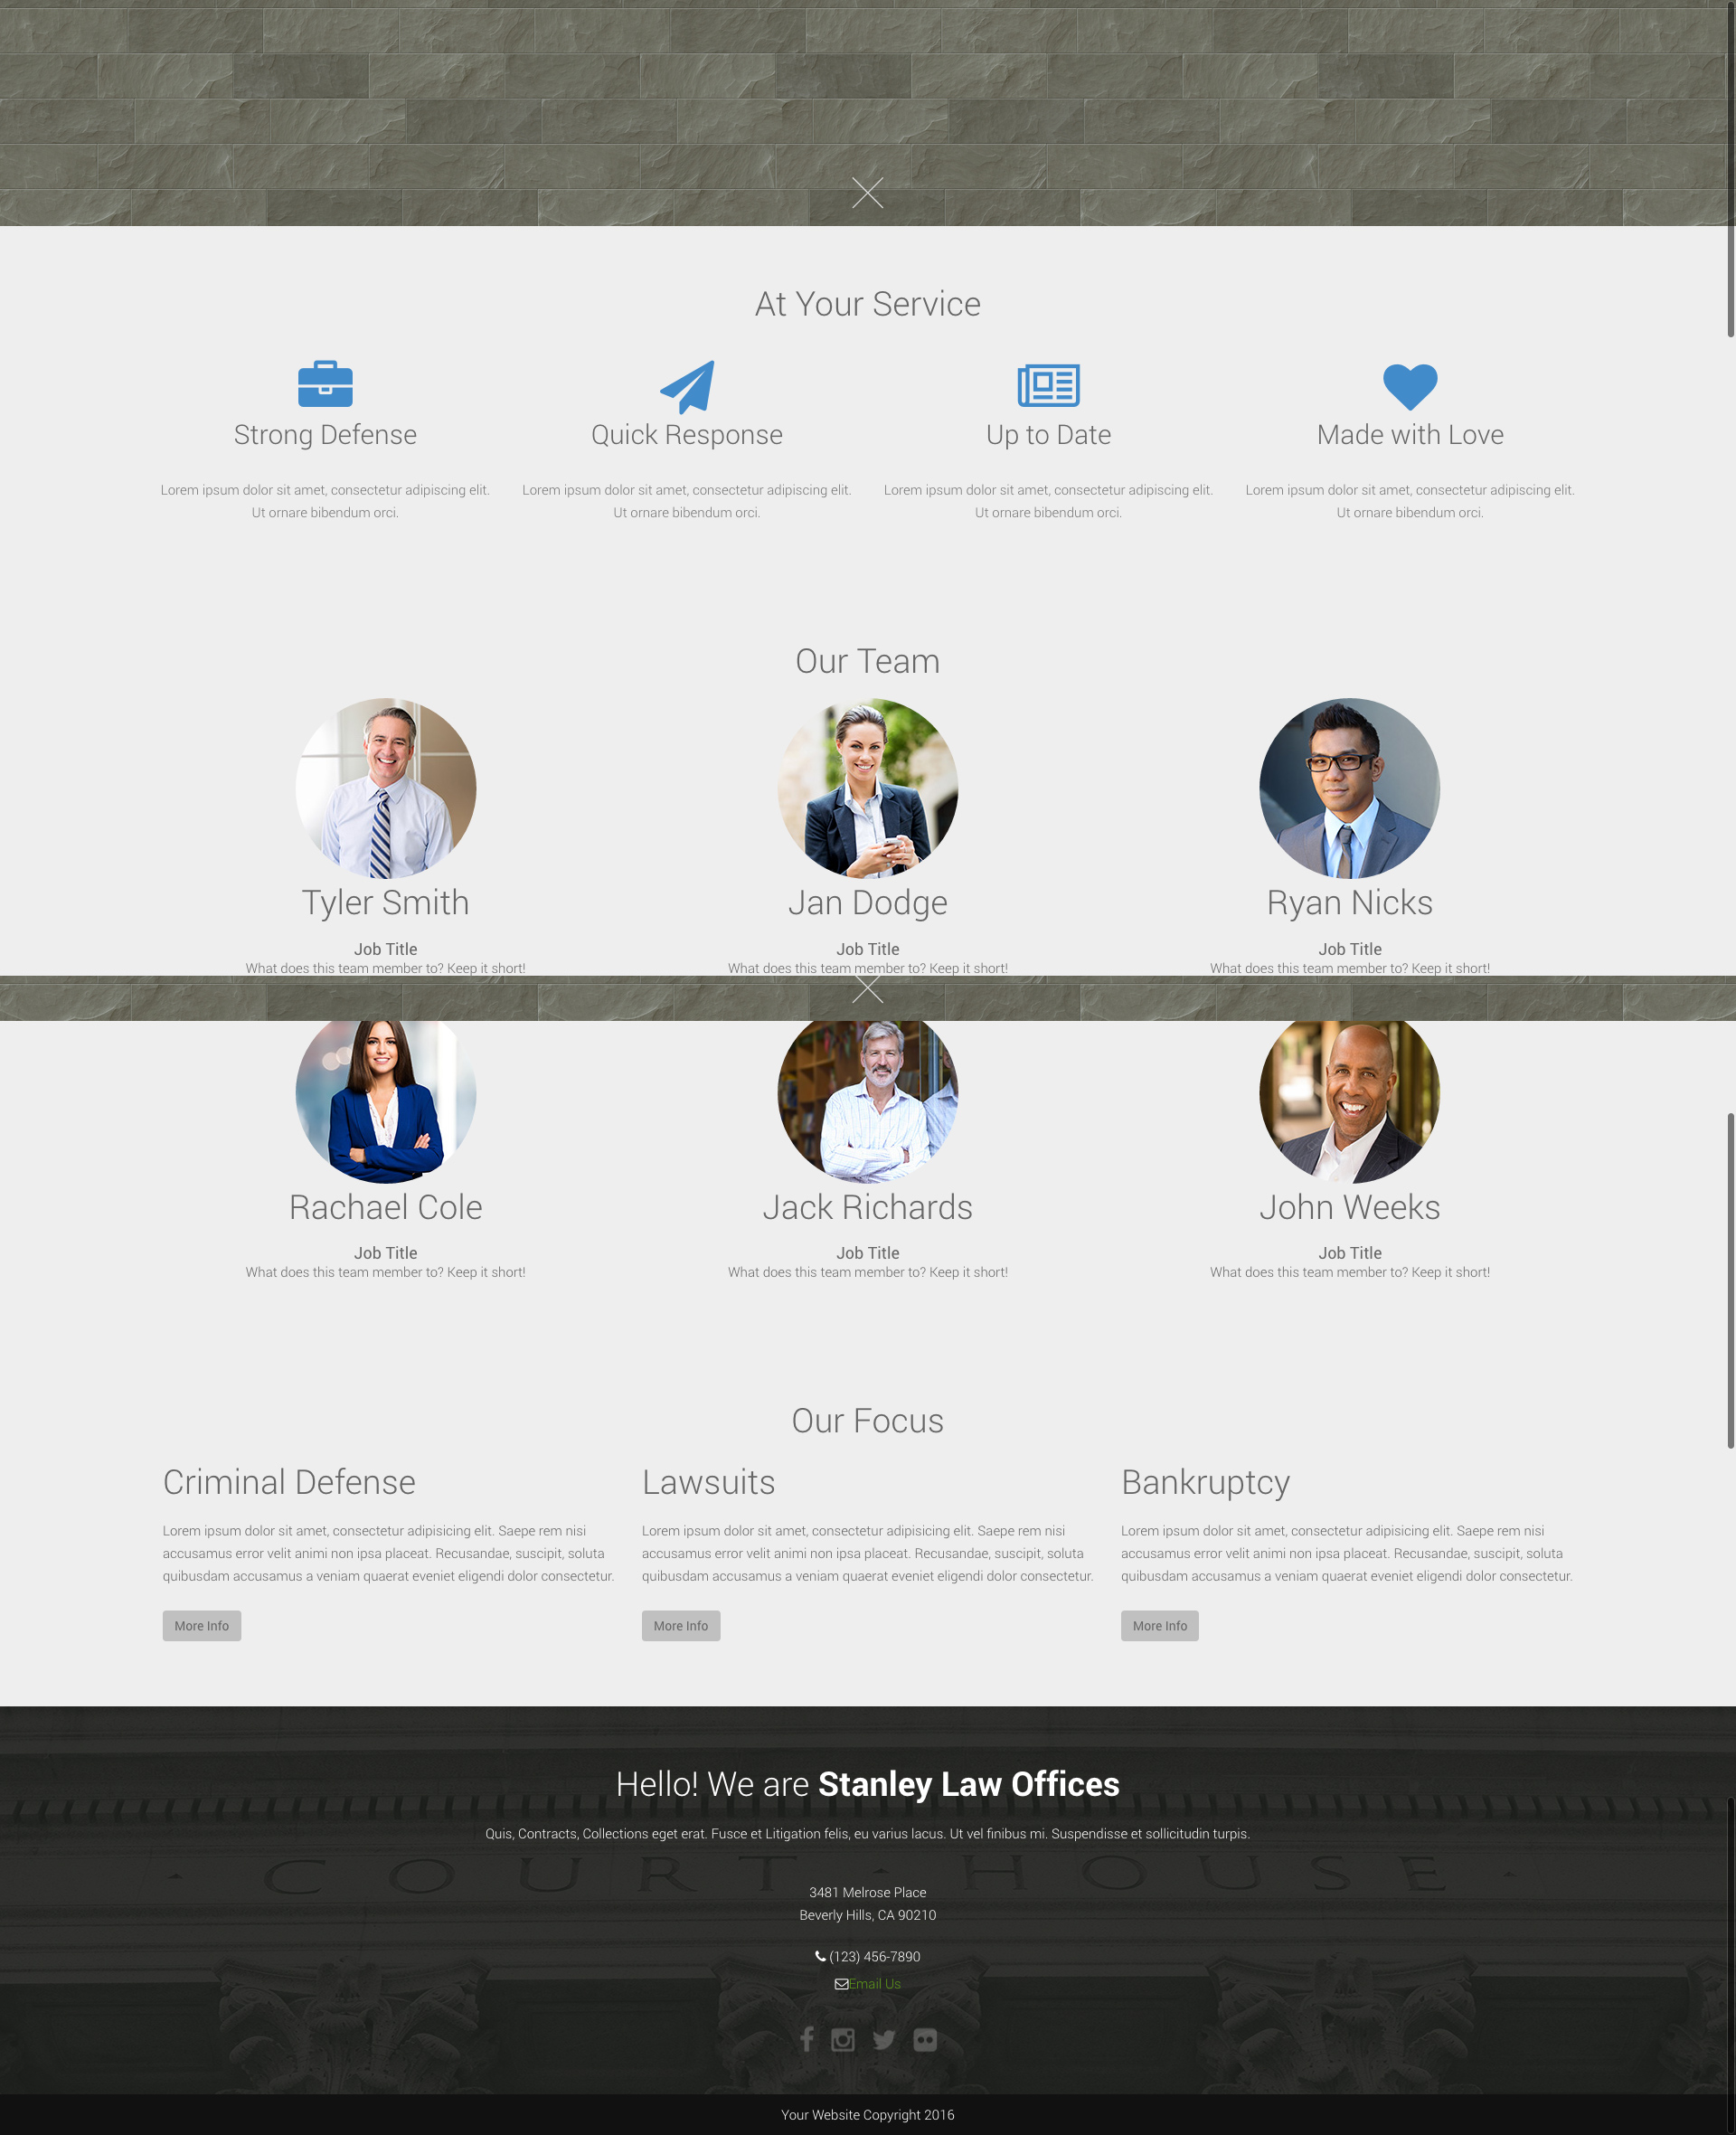 At Your Service
Strong Defense
Quick Response
Up to Date
Made with Love
Lorem ipsum dolor sit amet, consectetur adipiscing elit.
Ut ornare bibendum orci.
Lorem ipsum dolor sit amet, consectetur adipiscing elit.
Ut ornare bibendum orci.
Lorem ipsum dolor sit amet, consectetur adipiscing elit.
Ut ornare bibendum orci.
Lorem ipsum dolor sit amet, consectetur adipiscing elit.
Ut ornare bibendum orci.
Our Team
Tyler Smith
Job Title
What does this team member to? Keep it short!
Jan Dodge
Job Title
What does this team member to? Keep it short!
Ryan Nicks
Job Title
What does this team member to? Keep it short!
Rachael Cole
Job Title
What does this team member to? Keep it short!
Jack Richards
Job Title
What does this team member to? Keep it short!
John Weeks
Job Title
What does this team member to? Keep it short!
Our Focus
Criminal Defense
Lorem ipsum dolor sit amet, consectetur adipisicing elit. Saepe rem nisi
accusamus error velit animi non ipsa placeat. Recusandae, suscipit, soluta
quibusdam accusamus a veniam quaerat eveniet eligendi dolor consectetur.
More Info
Lawsuits
Lorem ipsum dolor sit amet, consectetur adipisicing elit. Saepe rem nisi
accusamus error velit animi non ipsa placeat. Recusandae, suscipit, soluta
quibusdam accusamus a veniam quaerat eveniet eligendi dolor consectetur.
More Info
Bankruptcy
Lorem ipsum dolor sit amet, consectetur adipisicing elit. Saepe rem nisi
accusamus error velit animi non ipsa placeat. Recusandae, suscipit, soluta
quibusdam accusamus a veniam quaerat eveniet eligendi dolor consectetur.
More Info
Hello! We are Stanley Law Offices
Quis, Contracts, Collections eget erat. Fusce et Litigation felis, eu varius lacus. Ut vel finibus mi. Suspendisse et sollicitudin turpis.
· COURT · HOUSE ·
3481 Melrose Place
Beverly Hills, CA 90210
(123) 456-7890
Email Us
Your Website Copyright 2016